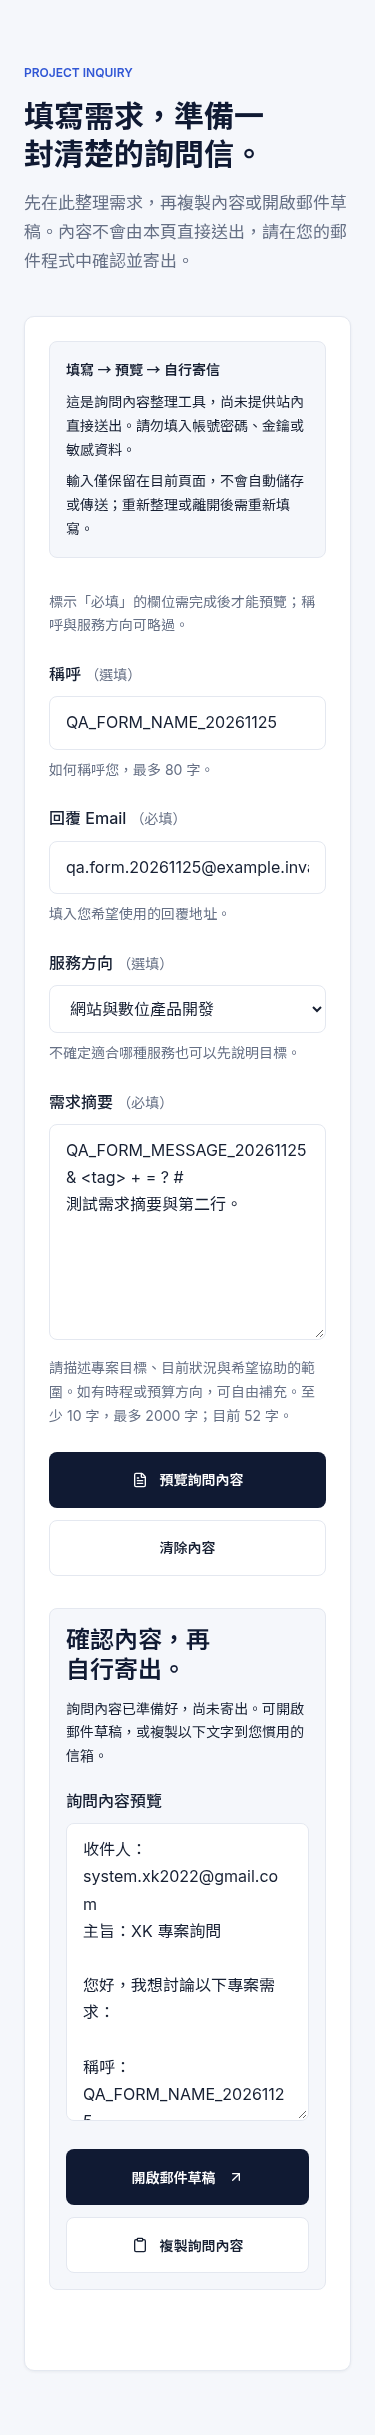 PROJECT INQUIRY
填寫需求，準備一
封清楚的詢問信。
先在此整理需求，再複製內容或開啟郵件草
稿。內容不會由本頁直接送出，請在您的郵
件程式中確認並寄出。
填寫 → 預覽 → 自行寄信
這是詢問內容整理工具，尚未提供站內
直接送出。請勿填入帳號密碼、金鑰或
敏感資料。
輸入僅保留在目前頁面，不會自動儲存
或傳送；重新整理或離開後需重新填
寫。
標示「必填」的欄位需完成後才能預覽；稱
呼與服務方向可略過。
稱呼 （選填）
QA_FORM_NAME_20261125
如何稱呼您，最多 80 字。
回覆 Email （必填）
qa.form.20261125@example.inva
填入您希望使用的回覆地址。
服務方向 （選填）
網站與數位產品開發
不確定適合哪種服務也可以先說明目標。
需求摘要 （必填）
QA_FORM_MESSAGE_20261125
& <tag> + = ? #
測試需求摘要與第二行。
請描述專案目標、目前狀況與希望協助的範
圍。如有時程或預算方向，可自由補充。至
少 10 字，最多 2000 字；目前 52 字。
預覽詢問內容
清除內容
確認內容，再
自行寄出。
詢問內容已準備好，尚未寄出。可開啟
郵件草稿，或複製以下文字到您慣用的
信箱。
詢問內容預覽
收件人：
system.xk2022@gmail.co
m
主旨：XK 專案詢問
您好，我想討論以下專案需
求：
稱呼：
QA_FORM_NAME_2026112
5
開啟郵件草稿
複製詢問內容